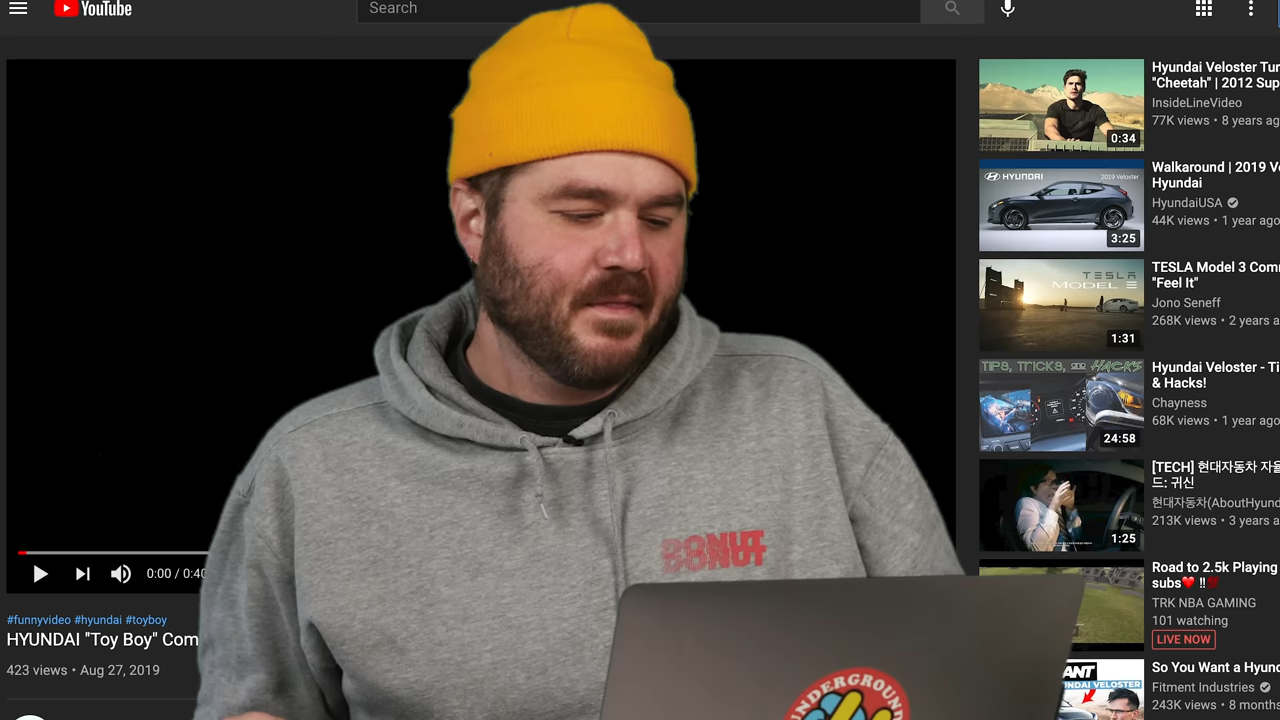 YouTube
Search
0:00 / 0:40
#funnyvideo #hyundai #toyboy
HYUNDAI "Toy Boy" Com
423 views • Aug 27, 2019
DONUT
DONUT
UNDERGROUND
Hyundai Veloster Tur
"Cheetah" | 2012 Sup
InsideLineVideo
77K views • 8 years ag
0:34
HYUNDAI
2019 Veloster
3:25
Walkaround | 2019 Ve
Hyundai
HyundaiUSA
44K views • 1 year ago
TESLA
MODEL
1:31
TESLA Model 3 Com
"Feel It"
Jono Seneff
268K views • 2 years a
TIPS, TRICKS, AND HACKS
24:58
Hyundai Veloster - Ti
& Hacks!
Chayness
68K views • 1 year ago
1:25
[TECH] 현대자동차 자율
드: 귀신
현대자동차(AboutHyund
213K views • 3 years a
Road to 2.5k Playing
subs❤️ ‼️💯
TRK NBA GAMING
101 watching
LIVE NOW
ANT
UNDAI VELOSTER
So You Want a Hyund
Fitment Industries
243K views • 8 months